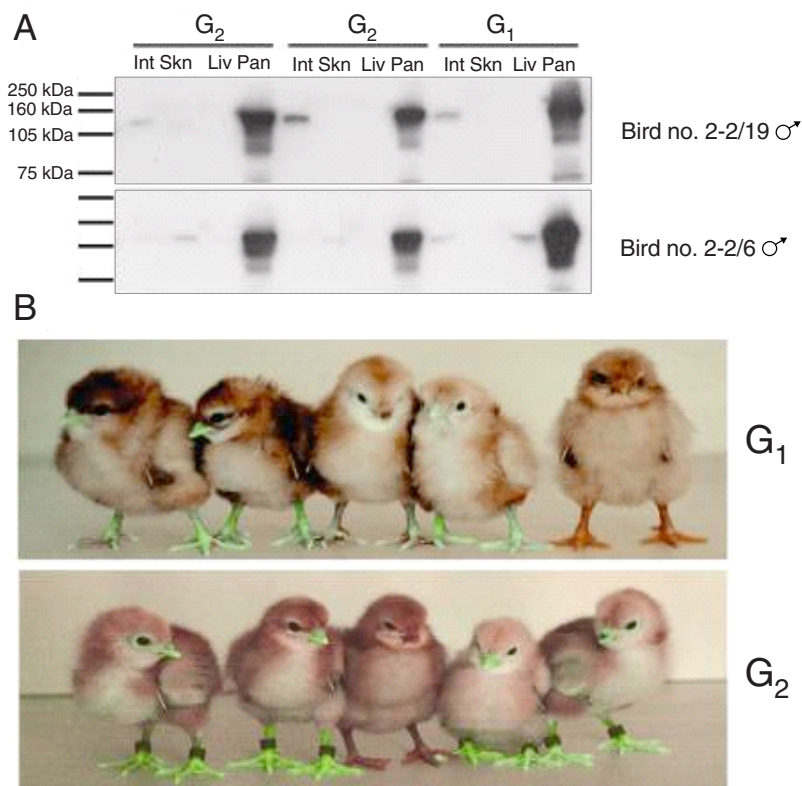 A
G2 G2 G1
Int Skn Liv Pan Int Skn Liv Pan Int Skn Liv Pan
250 kDa
160 kDa
105 kDa
75 kDa
Bird no. 2-2/19 ♂
Bird no. 2-2/6 ♂
B
G1
G2